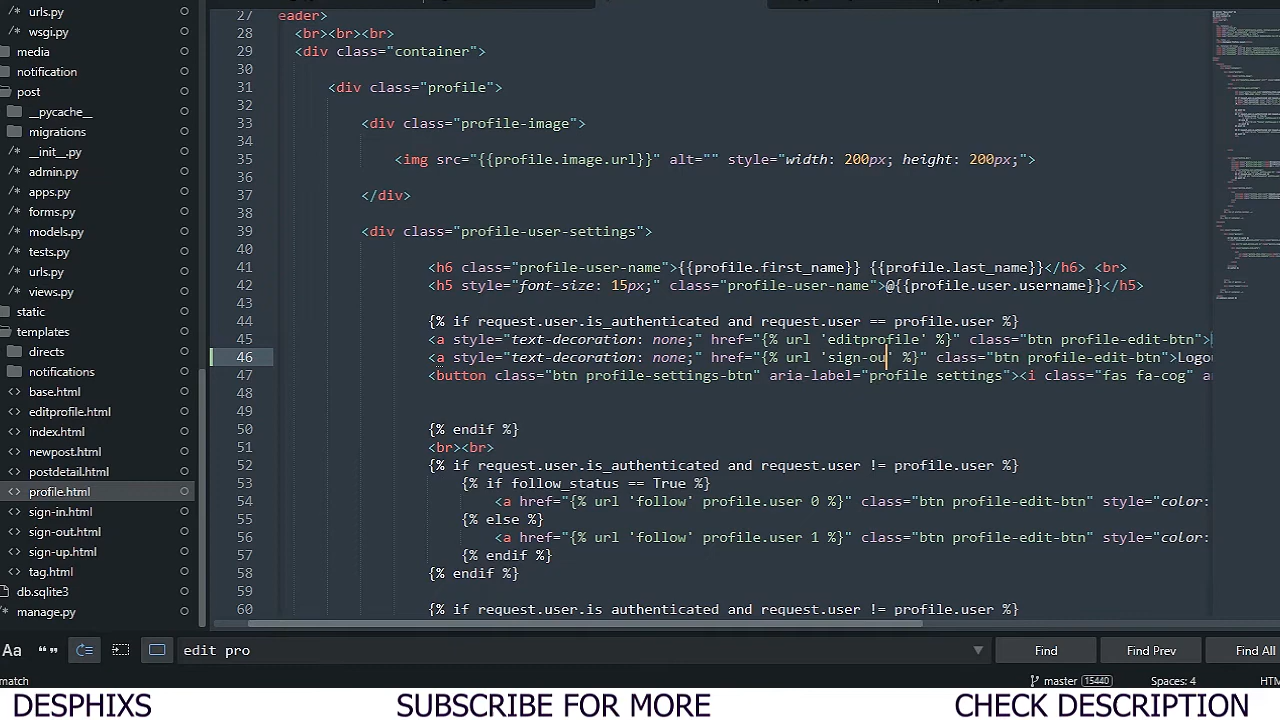 urls.py
wsgi.py
media
notification
post
__pycache__
migrations
__init__.py
admin.py
apps.py
forms.py
models.py
tests.py
urls.py
views.py
static
templates
directs
notifications
base.html
editprofile.html
index.html
newpost.html
postdetail.html
profile.html
sign-in.html
sign-out.html
sign-up.html
tag.html
db.sqlite3
manage.py
27 eader>
28 <br><br><br>
29 <div class="container">
30
31 <div class="profile">
32
33 <div class="profile-image">
34
35 <img src="{{profile.image.url}}" alt="" style="width: 200px; height: 200px;">
36
37 </div>
38
39 <div class="profile-user-settings">
40
41 <h6 class="profile-user-name">{{profile.first_name}} {{profile.last_name}}</h6> <br>
42 <h5 style="font-size: 15px;" class="profile-user-name">@{{profile.user.username}}</h5>
43
44 {% if request.user.is_authenticated and request.user == profile.user %}
45 <a style="text-decoration: none;" href="{% url 'editprofile' %}" class="btn profile-edit-btn">
46 <a style="text-decoration: none;" href="{% url 'sign-ou' %}" class="btn profile-edit-btn">Logou
47 <button class="btn profile-settings-btn" aria-label="profile settings"><i class="fas fa-cog" ar
48
49
50 {% endif %}
51 <br><br>
52 {% if request.user.is_authenticated and request.user != profile.user %}
53 {% if follow_status == True %}
54 <a href="{% url 'follow' profile.user 0 %}" class="btn profile-edit-btn" style="color:
55 {% else %}
56 <a href="{% url 'follow' profile.user 1 %}" class="btn profile-edit-btn" style="color:
57 {% endif %}
58 {% endif %}
59
60 {% if request.user.is_authenticated and request.user != profile.user %}
Aa
edit pro
Find
Find Prev
Find All
match
master
15440
Spaces: 4
HTM
DESPHIXS
SUBSCRIBE FOR MORE
CHECK DESCRIPTION